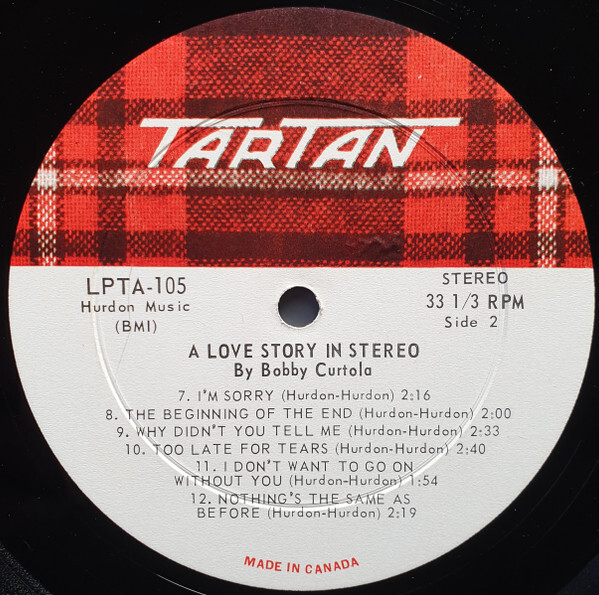 TARTAN
LPTA-105
Hurdon Music
(BMI)
STEREO
33 1/3 RPM
Side 2
A LOVE STORY IN STEREO
By Bobby Curtola
7. I'M SORRY (Hurdon-Hurdon) 2:16
8. THE BEGINNING OF THE END (Hurdon-Hurdon) 2:00
9. WHY DIDN'T YOU TELL ME (Hurdon-Hurdon) 2:33
10. TOO LATE FOR TEARS (Hurdon-Hurdon) 2:40
11. I DON'T WANT TO GO ON
WITHOUT YOU (Hurdon-Hurdon) 1:54
12. NOTHING'S THE SAME AS
BEFORE (Hurdon-Hurdon) 2:19
MADE IN CANADA